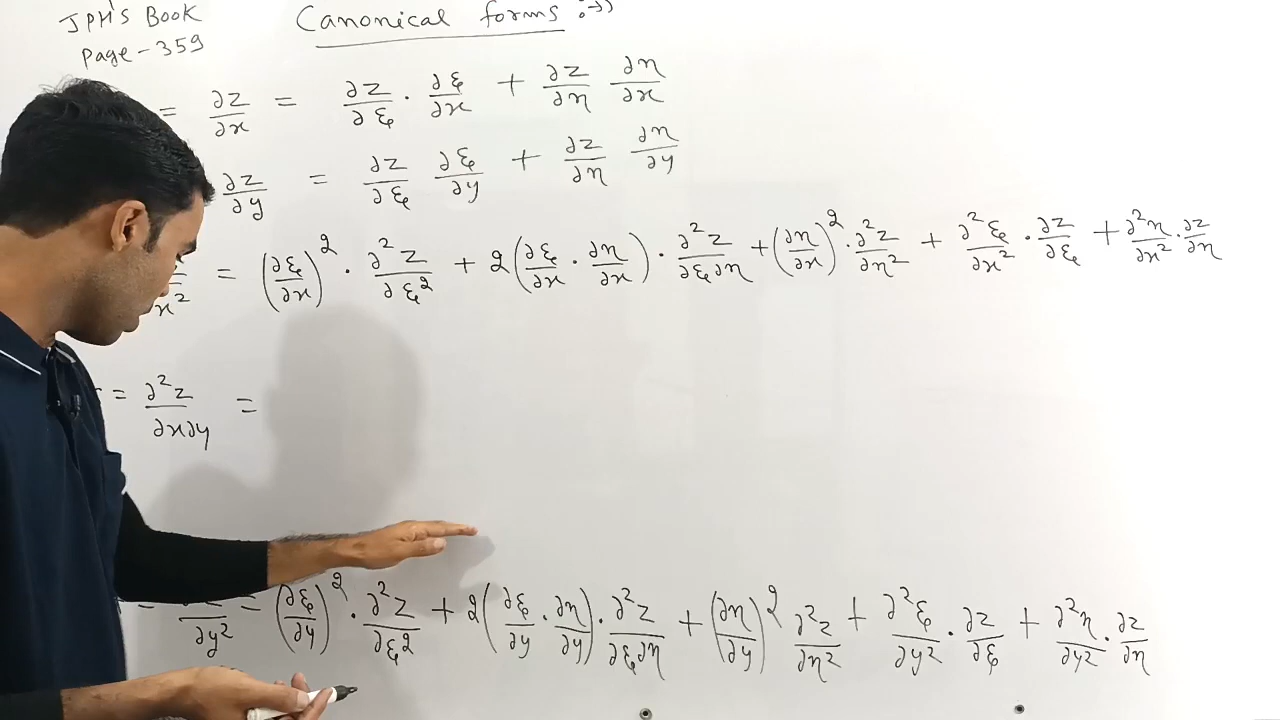 JPH'S Book
Page - 359
Canonical forms :→))
= ∂z/∂x = ∂z/∂ξ · ∂ξ/∂x + ∂z/∂η ∂η/∂x
∂z/∂y = ∂z/∂ξ ∂ξ/∂y + ∂z/∂η ∂η/∂y
x² = (∂ξ/∂x)² · ∂²z/∂ξ² + 2(∂ξ/∂x · ∂η/∂x) · ∂²z/∂ξ∂η + (∂η/∂x)² · ∂²z/∂η² + ∂²ξ/∂x² · ∂z/∂ξ + ∂²η/∂x² · ∂z/∂η
= ∂²z/∂x∂y =
= /∂y² = (∂ξ/∂y)² · ∂²z/∂ξ² + 2(∂ξ/∂y · ∂η/∂y) · ∂²z/∂ξ∂η + (∂η/∂y)² ∂²z/∂η² + ∂²ξ/∂y² · ∂z/∂ξ + ∂²η/∂y² · ∂z/∂η